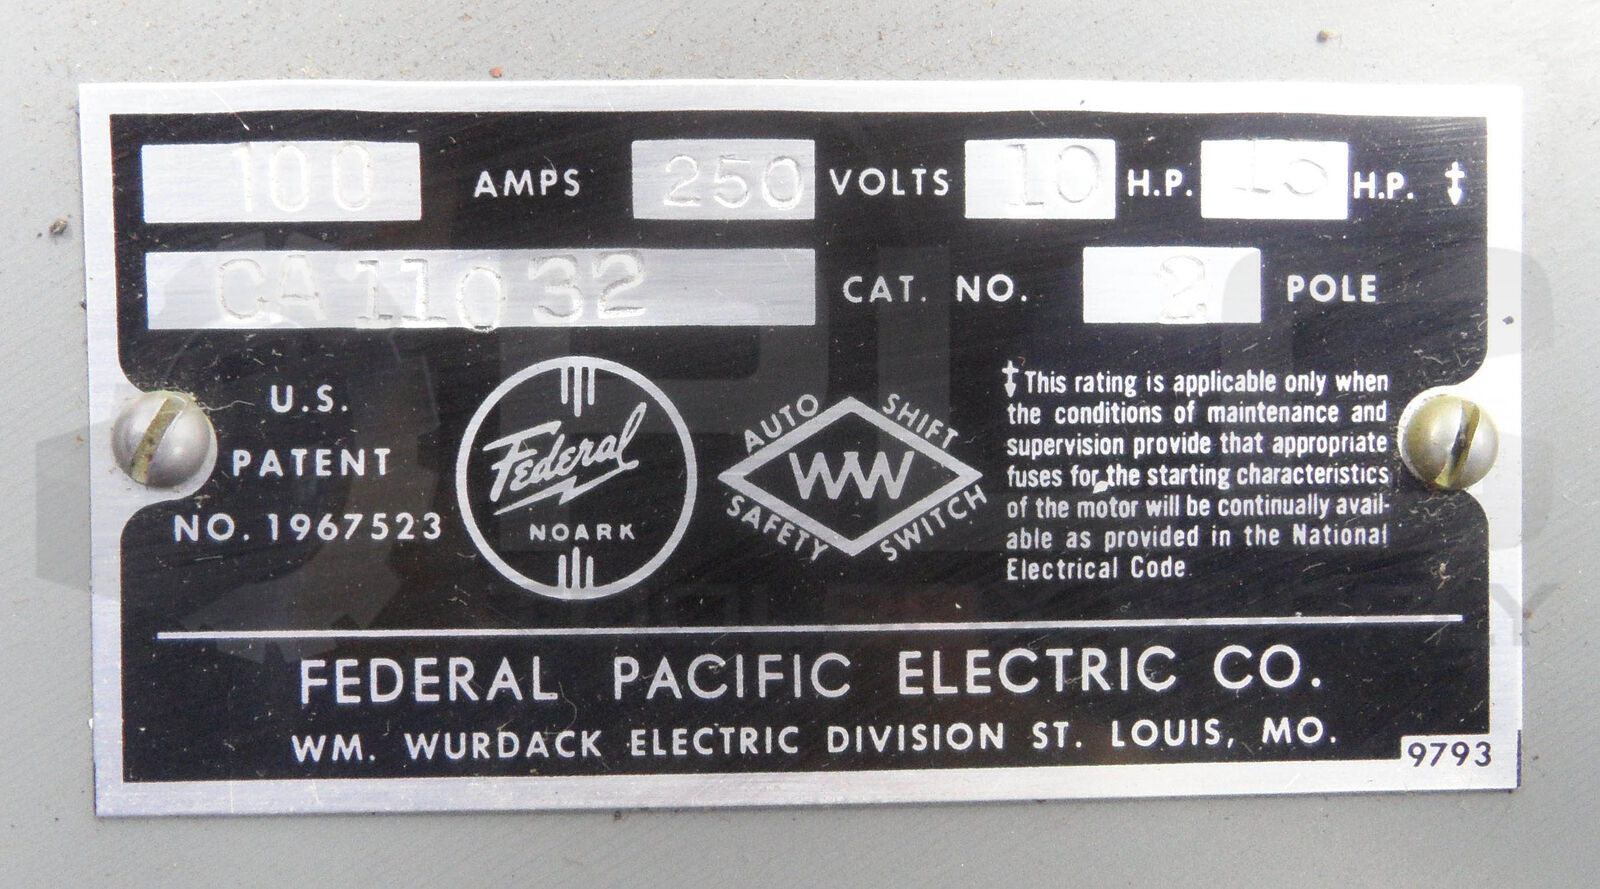 100 AMPS 250 VOLTS 10 H.P. 15 H.P. ‡
CA11032 CAT. NO. 2 POLE
U.S.
PATENT
NO. 1967523
Federal
NOARK
AUTO SHIFT
WW
SAFETY SWITCH
‡ This rating is applicable only when
the conditions of maintenance and
supervision provide that appropriate
fuses for the starting characteristics
of the motor will be continually avail-
able as provided in the National
Electrical Code.
FEDERAL PACIFIC ELECTRIC CO.
WM. WURDACK ELECTRIC DIVISION ST. LOUIS, MO.
9793